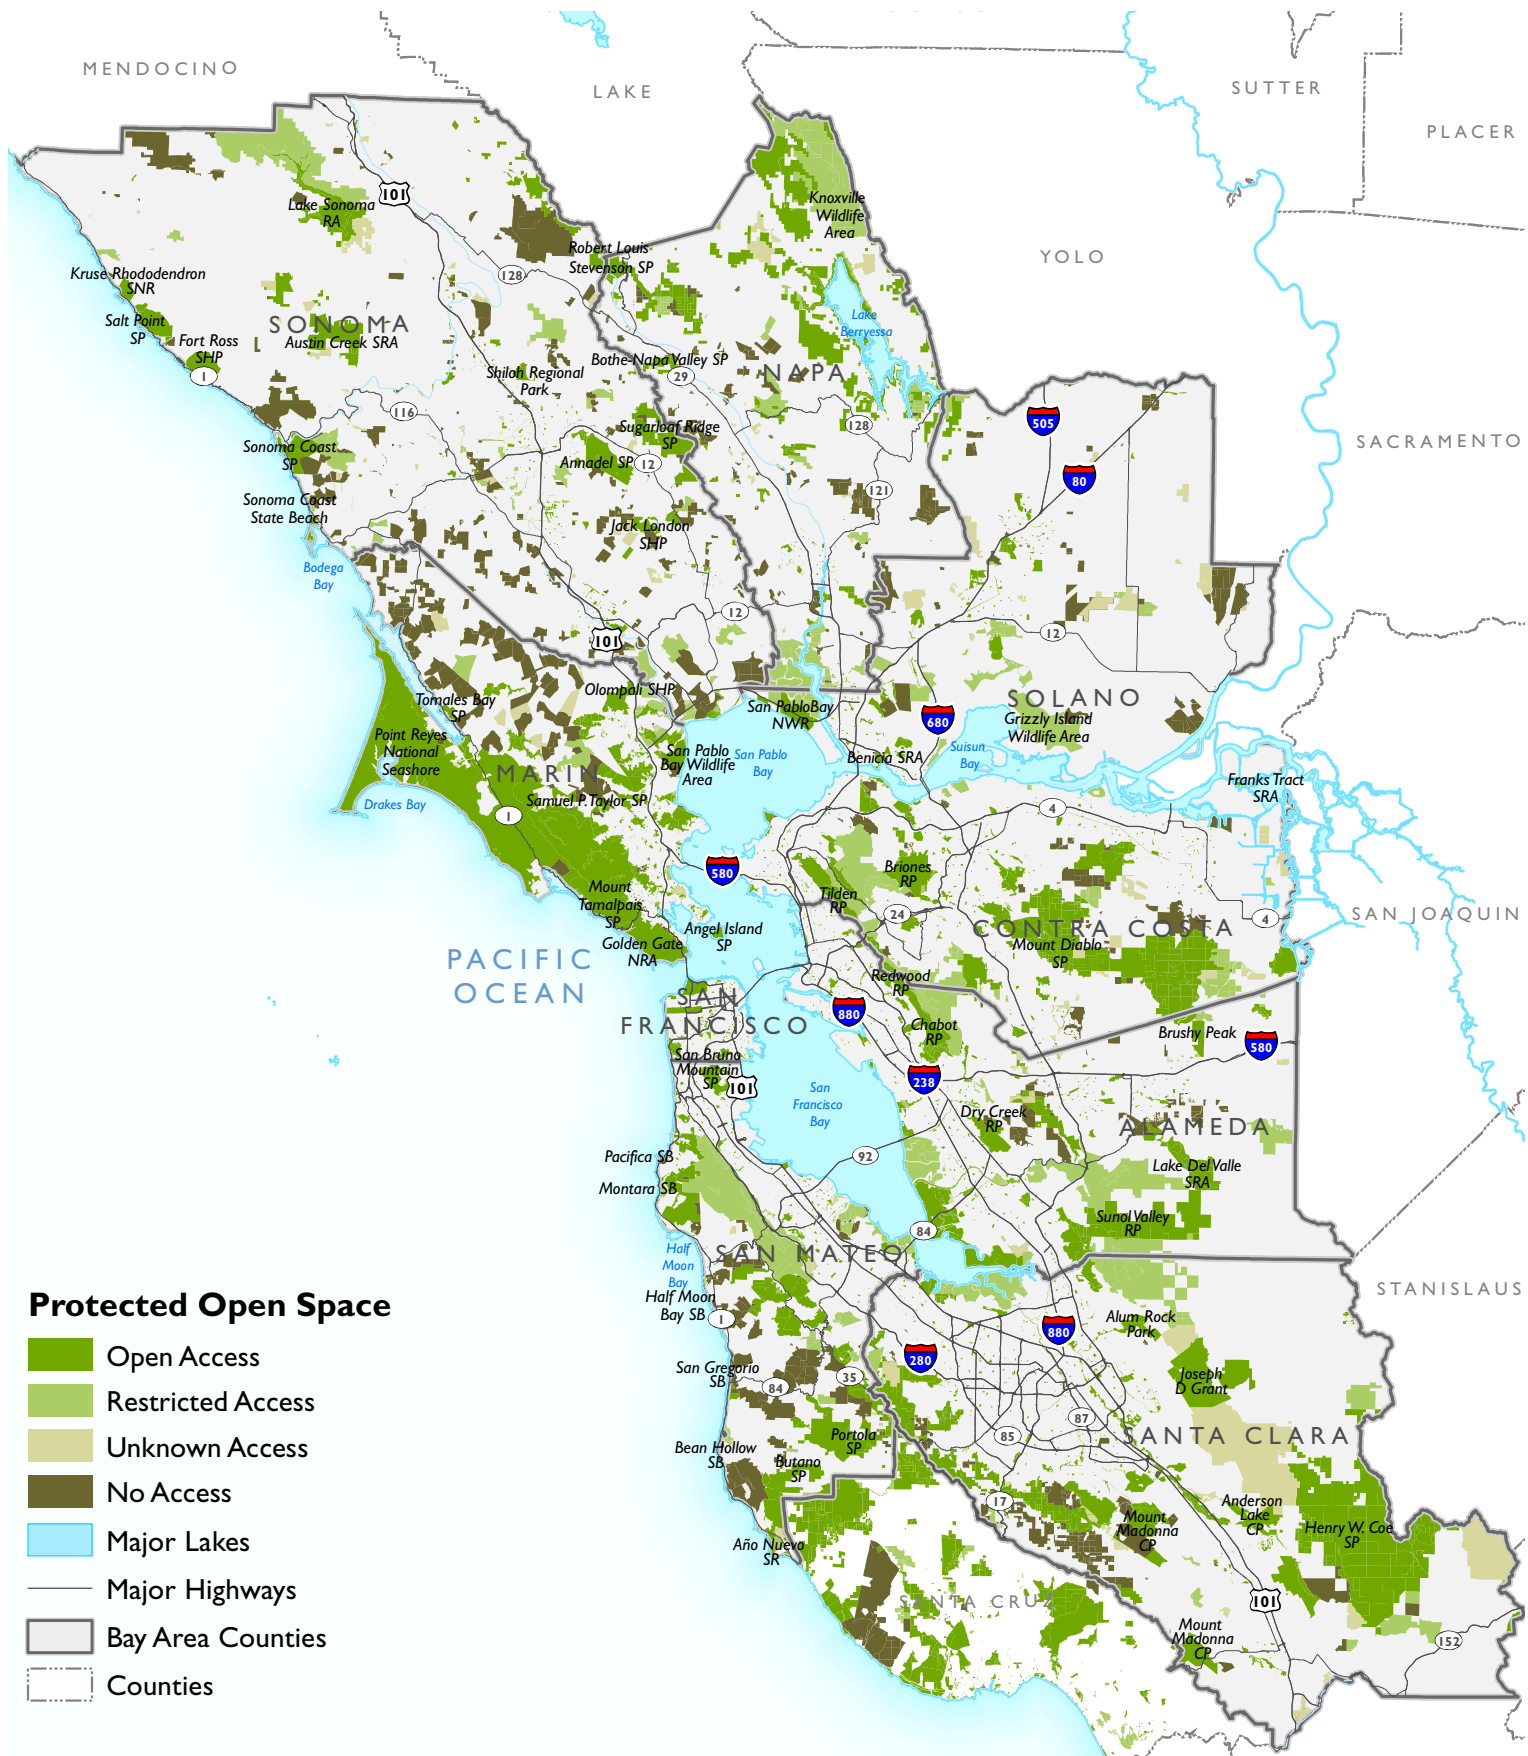 MENDOCINO
LAKE
SUTTER
PLACER
YOLO
SACRAMENTO
SAN JOAQUIN
STANISLAUS
SANTA CRUZ
SONOMA
NAPA
SOLANO
MARIN
CONTRA COSTA
SAN
FRANCISCO
ALAMEDA
SAN MATEO
SANTA CLARA
PACIFIC
OCEAN
Lake Sonoma
RA
101
Knoxville
Wildlife
Area
Robert Louis
Stevenson SP
128
Kruse Rhododendron
SNR
Salt Point
SP
Fort Ross
SHP
1
Austin Creek SRA
Lake
Berryessa
Shiloh Regional
Park
Bothe-Napa Valley SP
29
116
128
505
80
Sugarloaf Ridge
SP
Annadel SP
12
121
Sonoma Coast
SP
Sonoma Coast
State Beach
Jack London
SHP
Bodega
Bay
12
101
12
Olompali SHP
Tomales Bay
SP
San PabloBay
NWR
680
Grizzly Island
Wildlife Area
Point Reyes
National
Seashore
San Pablo
Bay Wildlife
Area
San Pablo
Bay
Benicia SRA
Suisun
Bay
Franks Tract
SRA
Drakes Bay
Samuel P. Taylor SP
1
4
580
Briones
RP
Tilden
RP
24
4
Mount
Tamalpais
SP
Angel Island
SP
Golden Gate
NRA
Mount Diablo
SP
Redwood
RP
880
Chabot
RP
Brushy Peak
580
San Bruno
Mountain
SP
101
238
San
Francisco
Bay
Dry Creek
RP
92
Pacifica SB
Montara SB
Lake Del Valle
SRA
Sunol Valley
RP
84
Half
Moon
Bay
Half Moon
Bay SB
1
Alum Rock
Park
880
280
San Gregorio
SB
84
35
Joseph
D Grant
87
85
Bean Hollow
SB
Portola
SP
Butano
SP
17
Anderson
Lake
CP
Mount
Madonna
CP
Henry W. Coe
SP
Año Nuevo
SR
101
Mount
Madonna
CP
152
Protected Open Space
Open Access
Restricted Access
Unknown Access
No Access
Major Lakes
Major Highways
Bay Area Counties
Counties